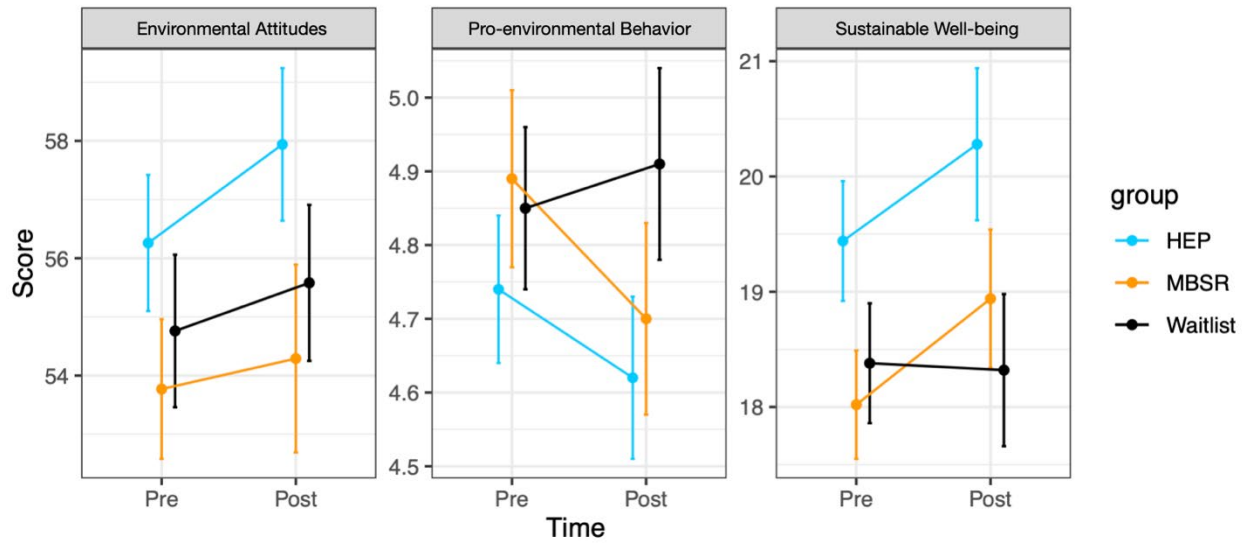 Environmental Attitudes
Pro-environmental Behavior
Sustainable Well-being
Score
58
56
54
5.0
4.9
4.8
4.7
4.6
4.5
21
20
19
18
Pre
Post
Pre
Post
Pre
Post
Time
group
HEP
MBSR
Waitlist